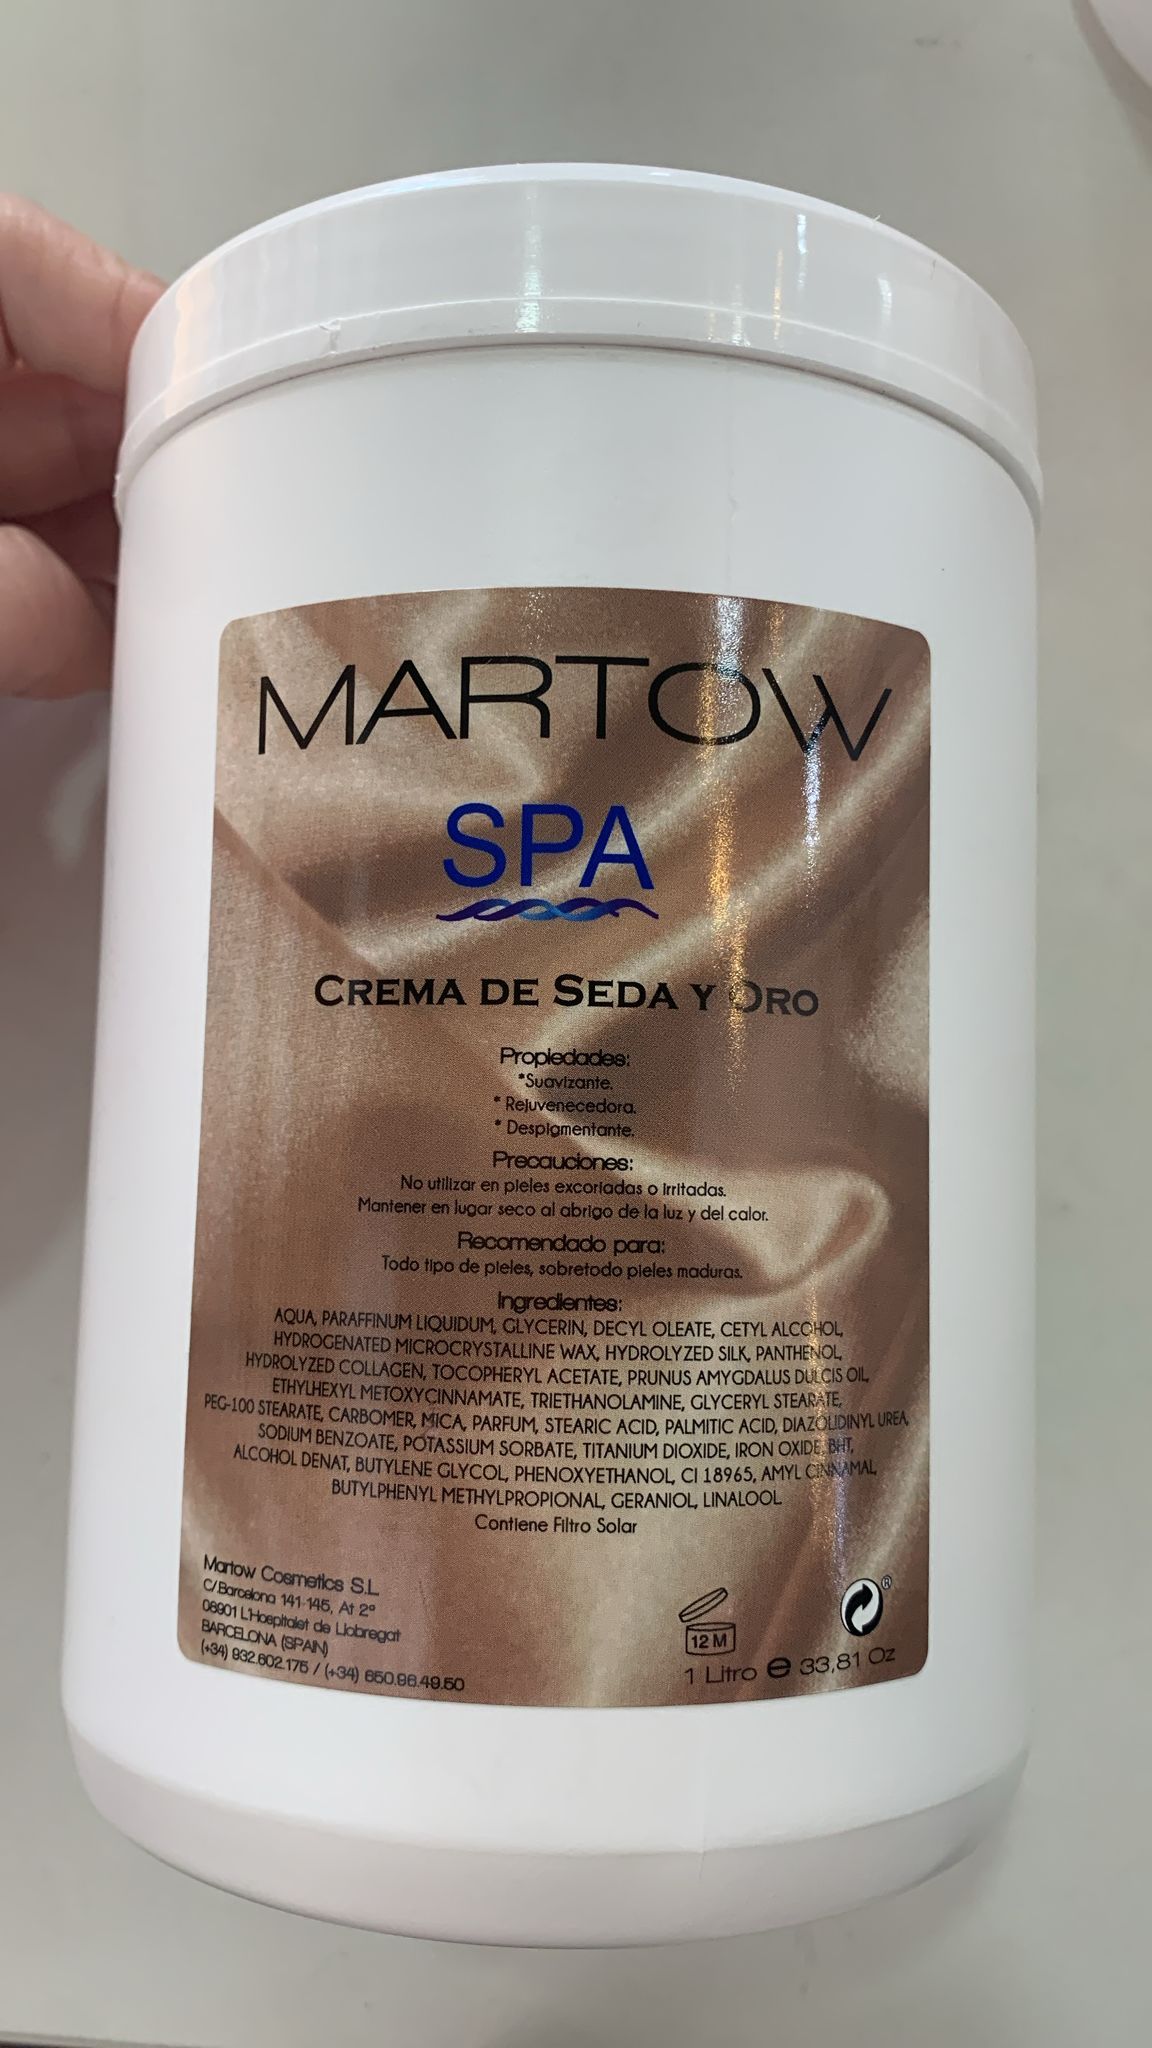 MARTOW
SPA
CREMA DE SEDA Y ORO
Propiedades:
*Suavizante.
* Rejuvenecedora.
* Despigmentante.
Precauciones:
No utilizar en pieles excoriadas o irritadas.
Mantener en lugar seco al abrigo de la luz y del calor.
Recomendado para:
Todo tipo de pieles, sobretodo pieles maduras.
Ingredientes:
AQUA, PARAFFINUM LIQUIDUM, GLYCERIN, DECYL OLEATE, CETYL ALCOHOL,
HYDROGENATED MICROCRYSTALLINE WAX, HYDROLYZED SILK, PANTHENOL,
HYDROLYZED COLLAGEN, TOCOPHERYL ACETATE, PRUNUS AMYGDALUS DULCIS OIL,
ETHYLHEXYL METOXYCINNAMATE, TRIETHANOLAMINE, GLYCERYL STEARATE,
PEG-100 STEARATE, CARBOMER, MICA, PARFUM, STEARIC ACID, PALMITIC ACID, DIAZOLIDINYL UREA,
SODIUM BENZOATE, POTASSIUM SORBATE, TITANIUM DIOXIDE, IRON OXIDE, BHT,
ALCOHOL DENAT, BUTYLENE GLYCOL, PHENOXYETHANOL, CI 18965, AMYL CINNAMAL,
BUTYLPHENYL METHYLPROPIONAL, GERANIOL, LINALOOL
Contiene Filtro Solar
Martow Cosmetics S.L
C/.Barcelona 141-145, At 2º
08901 L'Hospitalet de Llobregat
BARCELONA (SPAIN)
(+34) 932.602.175 / (+34) 650.96.49.50
12 M
®
1 Litro e 33,81 Oz